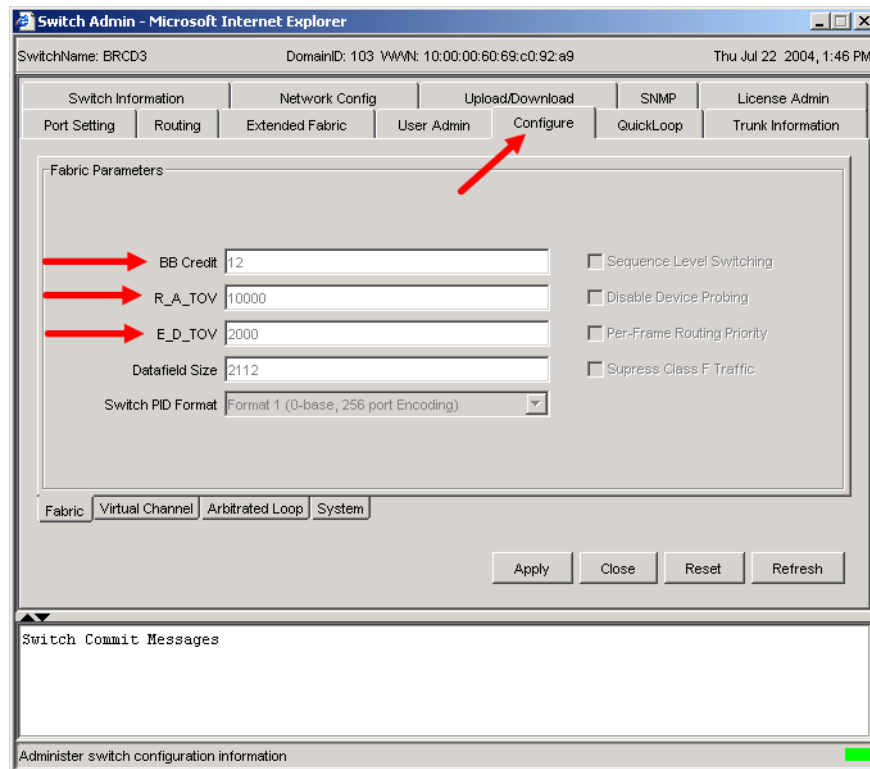 Switch Admin - Microsoft Internet Explorer
SwitchName: BRCD3 DomainID: 103 WWN: 10:00:00:60:69:c0:92:a9 Thu Jul 22 2004, 1:46 PM
Switch Information Network Config Upload/Download SNMP License Admin
Port Setting Routing Extended Fabric User Admin Configure QuickLoop Trunk Information
Fabric Parameters
BB Credit 12 Sequence Level Switching
R_A_TOV 10000 Disable Device Probing
E_D_TOV 2000 Per-Frame Routing Priority
Datafield Size 2112 Supress Class F Traffic
Switch PID Format Format 1 (0-base, 256 port Encoding)
Fabric Virtual Channel Arbitrated Loop System
Apply Close Reset Refresh
Switch Commit Messages
Administer switch configuration information